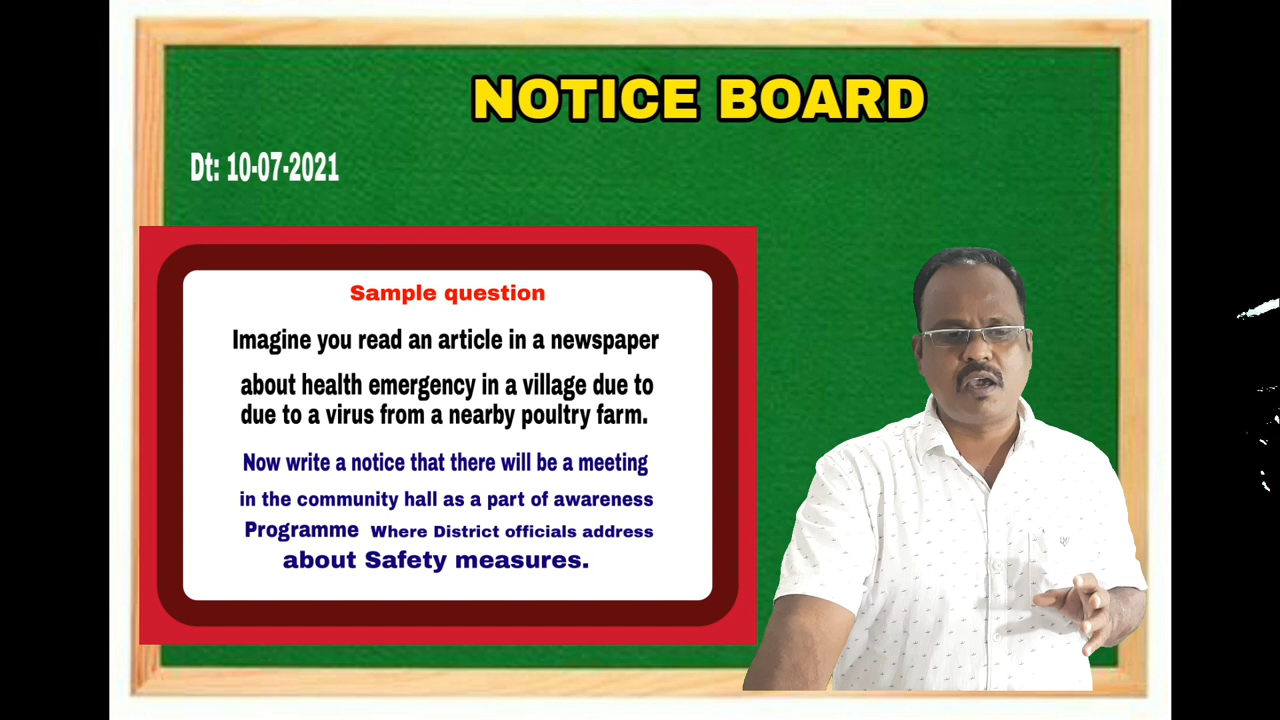 NOTICE BOARD
Dt: 10-07-2021
Sample question
Imagine you read an article in a newspaper
about health emergency in a village due to
due to a virus from a nearby poultry farm.
Now write a notice that there will be a meeting
in the community hall as a part of awareness
Programme Where District officials address
about Safety measures.